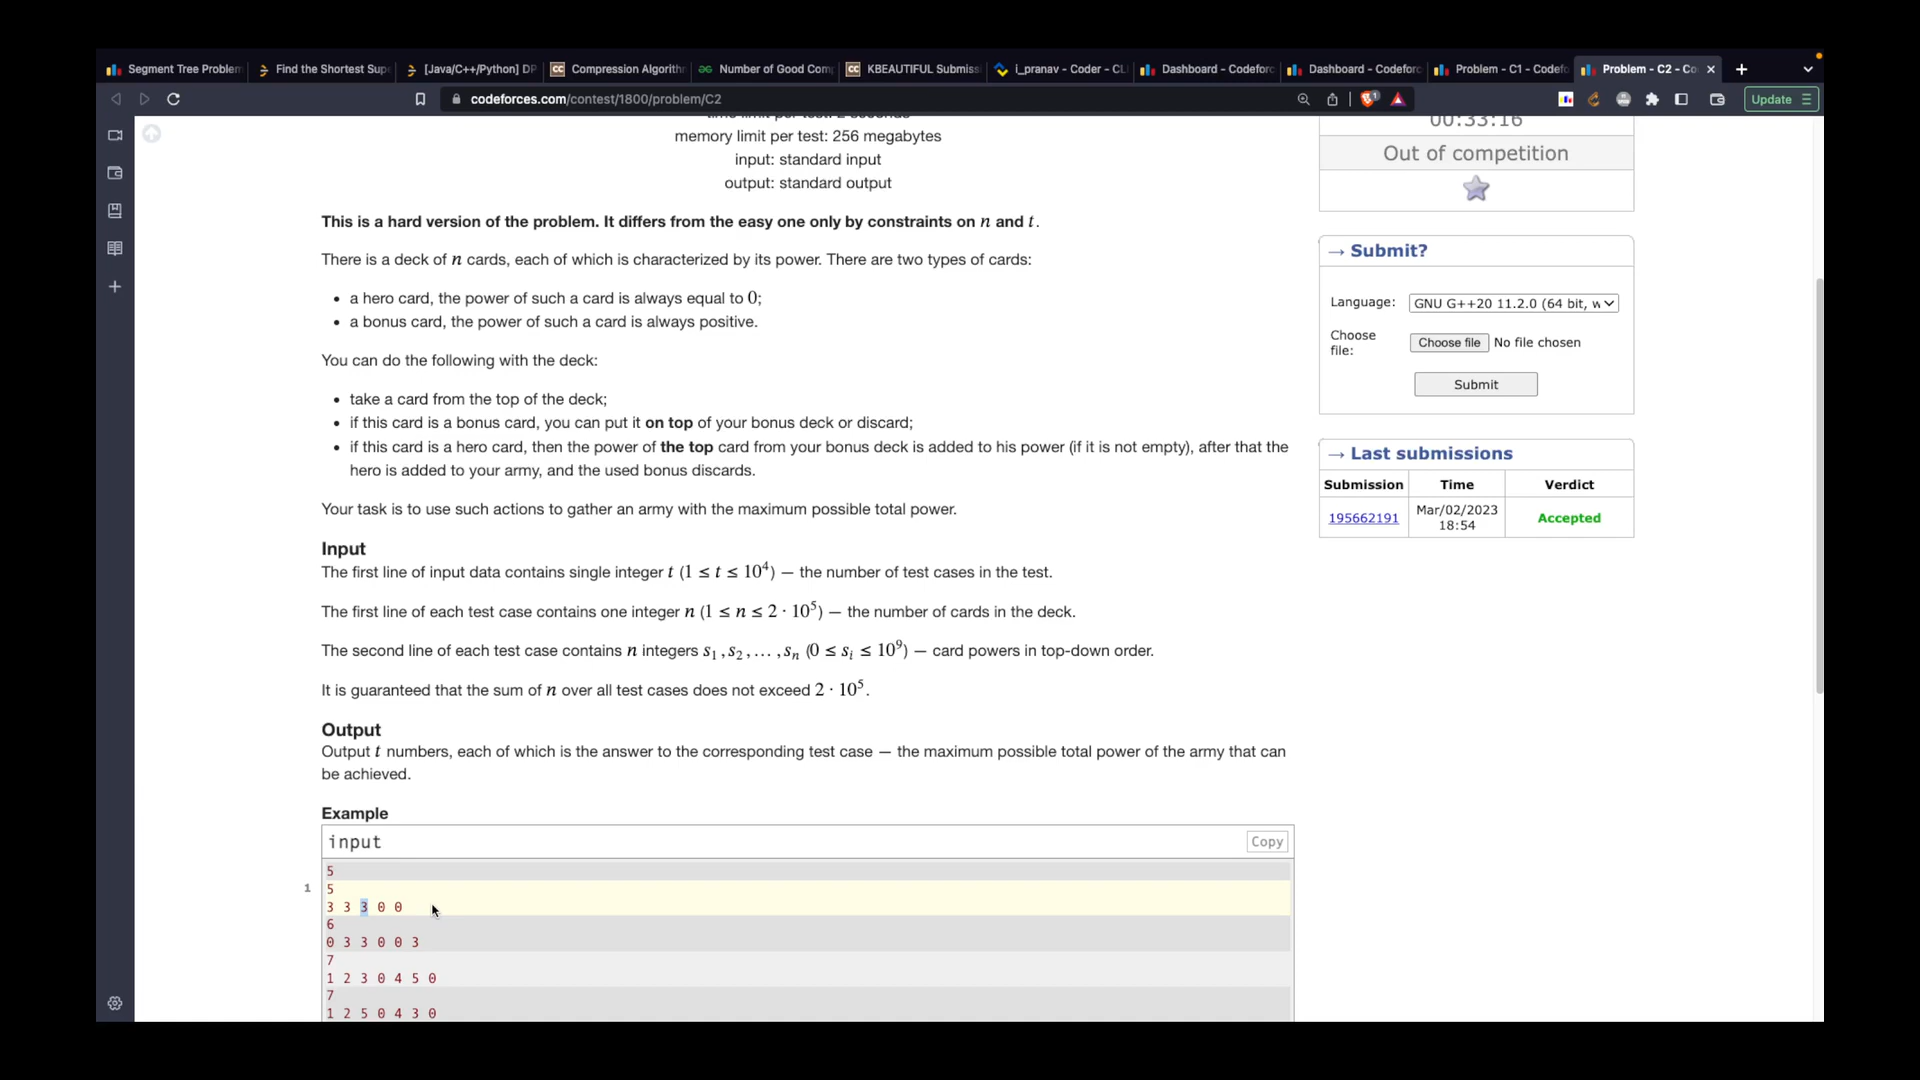 Segment Tree Problem
Find the Shortest Supe
[Java/C++/Python] DP
Compression Algorithm
Number of Good Com
KBEAUTIFUL Submiss
i_pranav - Coder - CL
Dashboard - Codeforc
Dashboard - Codeforc
Problem - C1 - Codefo
Problem - C2 - Co
codeforces.com/contest/1800/problem/C2
1
Update
memory limit per test: 256 megabytes
input: standard input
output: standard output
This is a hard version of the problem. It differs from the easy one only by constraints on n and t.
There is a deck of n cards, each of which is characterized by its power. There are two types of cards:
• a hero card, the power of such a card is always equal to 0;
• a bonus card, the power of such a card is always positive.
You can do the following with the deck:
• take a card from the top of the deck;
• if this card is a bonus card, you can put it on top of your bonus deck or discard;
• if this card is a hero card, then the power of the top card from your bonus deck is added to his power (if it is not empty), after that the
hero is added to your army, and the used bonus discards.
Your task is to use such actions to gather an army with the maximum possible total power.
Input
The first line of input data contains single integer t (1 ≤ t ≤ 10⁴) — the number of test cases in the test.
The first line of each test case contains one integer n (1 ≤ n ≤ 2 · 10⁵) — the number of cards in the deck.
The second line of each test case contains n integers s₁, s₂, … , sₙ (0 ≤ sᵢ ≤ 10⁹) — card powers in top-down order.
It is guaranteed that the sum of n over all test cases does not exceed 2 · 10⁵.
Output
Output t numbers, each of which is the answer to the corresponding test case — the maximum possible total power of the army that can
be achieved.
Example
input
Copy
5
1
5
3 3 3 0 0
6
0 3 3 0 0 3
7
1 2 3 0 4 5 0
7
1 2 5 0 4 3 0
00:33:16
Out of competition
→ Submit?
Language: GNU G++20 11.2.0 (64 bit, w
Choose file: Choose file No file chosen
Submit
→ Last submissions
Submission Time Verdict
195662191 Mar/02/2023 18:54 Accepted